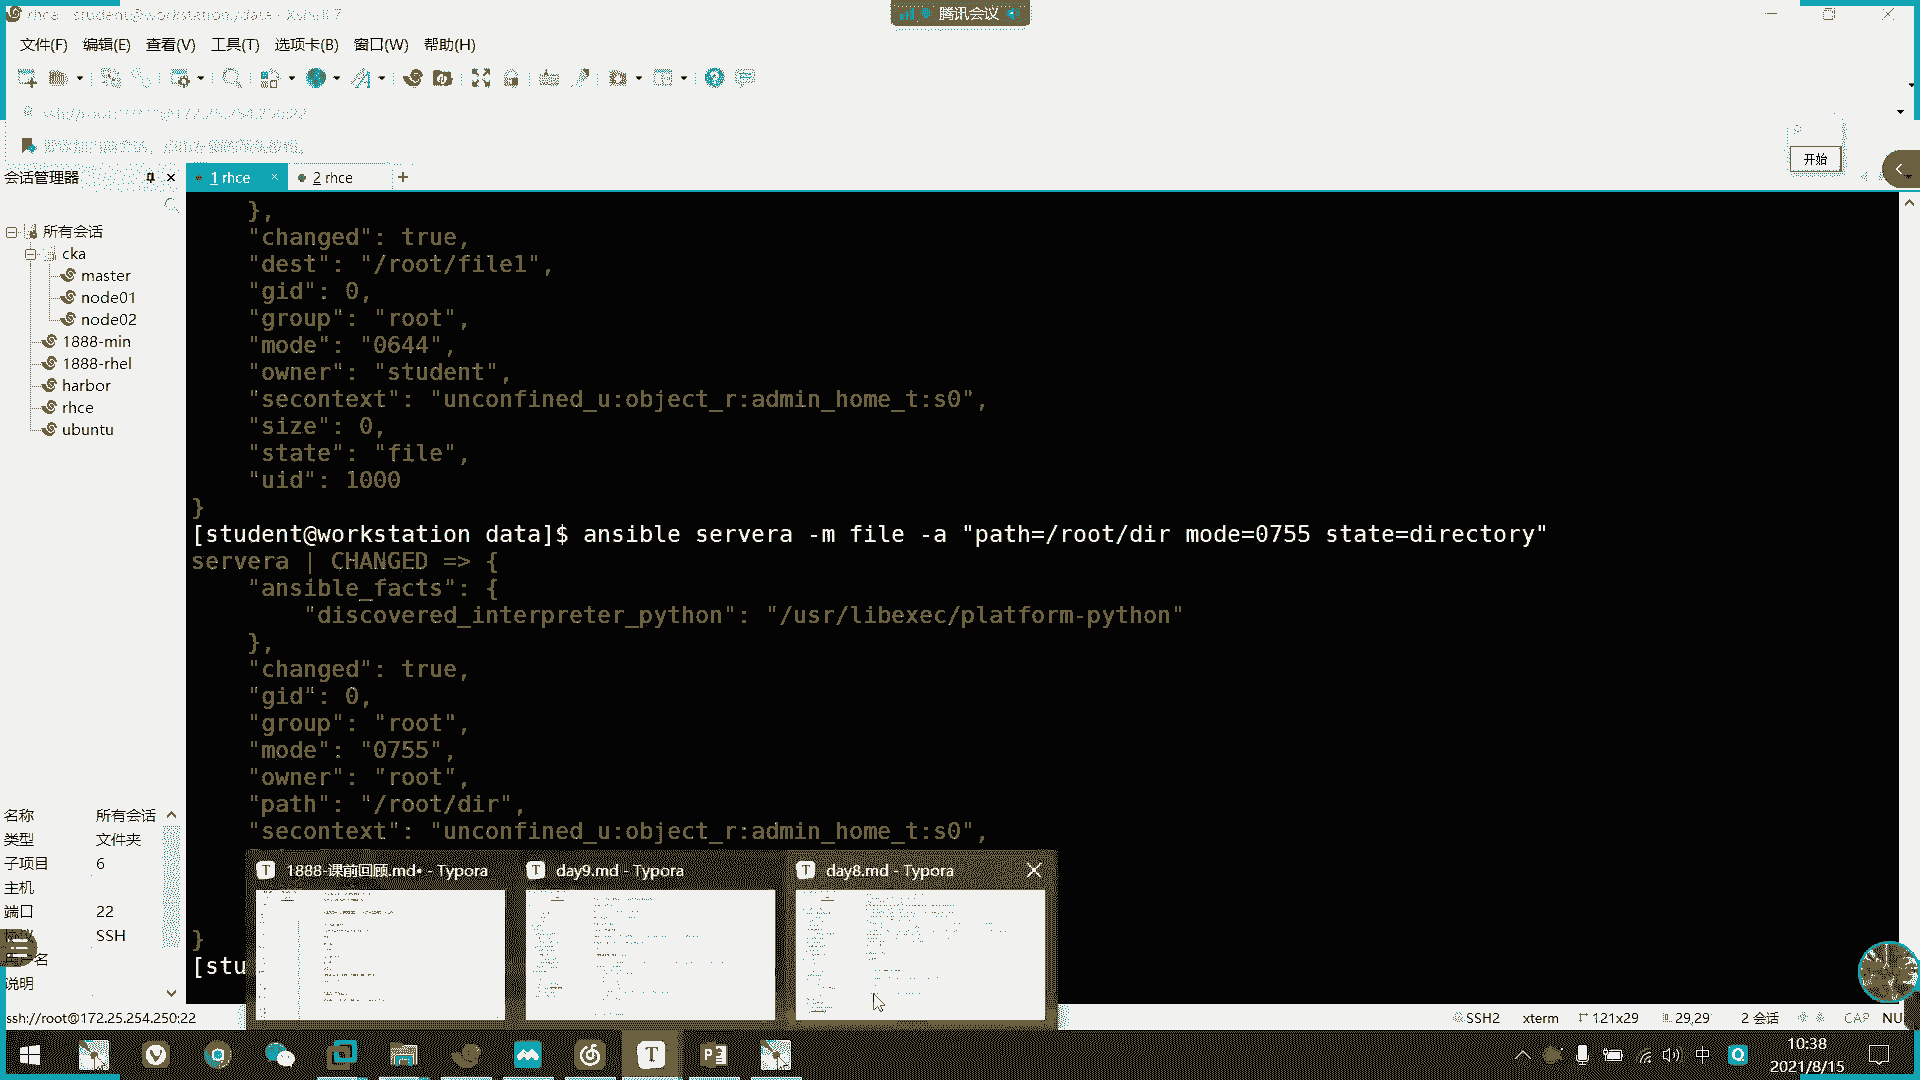 rhce - student@workstation:/data - Xshell 7
腾讯会议
文件(F) 编辑(E) 查看(V) 工具(T) 选项卡(B) 窗口(W) 帮助(H)
开始
会话管理器
1 rhce
2 rhce
所有会话
cka
master
node01
node02
1888-min
1888-rhel
harbor
rhce
ubuntu
},
"changed": true,
"dest": "/root/file1",
"gid": 0,
"group": "root",
"mode": "0644",
"owner": "student",
"secontext": "unconfined_u:object_r:admin_home_t:s0",
"size": 0,
"state": "file",
"uid": 1000
}
[student@workstation data]$ ansible servera -m file -a "path=/root/dir mode=0755 state=directory"
servera | CHANGED => {
"ansible_facts": {
"discovered_interpreter_python": "/usr/libexec/platform-python"
},
"changed": true,
"gid": 0,
"group": "root",
"mode": "0755",
"owner": "root",
"path": "/root/dir",
"secontext": "unconfined_u:object_r:admin_home_t:s0",
}
[stu
名称 所有会话
类型 文件夹
子项目 6
主机
端口 22
SSH
说明
1888-课前回顾.md• - Typora
day9.md - Typora
day8.md - Typora
ssh://root@172.25.254.250:22
SSH2 xterm 121x29 29,29 2 会话 CAP NU
中
10:38
2021/8/15